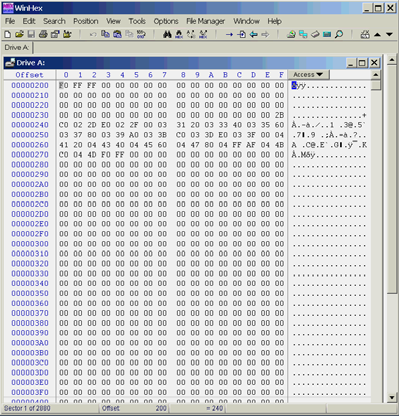 WinHex
File Edit Search Position View Tools Options File Manager Window Help
Drive A:
Drive A:
Offset 0 1 2 3 4 5 6 7 8 9 A B C D E F Access
00000200 F0 FF FF 00 00 00 00 00 00 00 00 00 00 00 00 00 ðÿÿ.............
00000210 00 00 00 00 00 00 00 00 00 00 00 00 00 00 00 00 ................
00000220 00 00 00 00 00 00 00 00 00 00 00 00 00 00 00 00 ................
00000230 00 00 00 00 00 00 00 00 00 00 00 00 00 00 00 2B ...............+
00000240 C0 02 2D E0 02 2F 00 03 31 20 03 33 40 03 35 60 À.-à./..1 .3@.5`
00000250 03 37 80 03 39 A0 03 3B C0 03 3D E0 03 3F 00 04 .7▌.9 .;À.=à.?..
00000260 41 20 04 43 40 04 45 60 04 47 80 04 FF AF 04 4B A .C@.E`.G▌.ÿ¯.K
00000270 C0 04 4D F0 FF 00 00 00 00 00 00 00 00 00 00 00 À.Mðÿ...........
00000280 00 00 00 00 00 00 00 00 00 00 00 00 00 00 00 00 ................
00000290 00 00 00 00 00 00 00 00 00 00 00 00 00 00 00 00 ................
000002A0 00 00 00 00 00 00 00 00 00 00 00 00 00 00 00 00 ................
000002B0 00 00 00 00 00 00 00 00 00 00 00 00 00 00 00 00 ................
000002C0 00 00 00 00 00 00 00 00 00 00 00 00 00 00 00 00 ................
000002D0 00 00 00 00 00 00 00 00 00 00 00 00 00 00 00 00 ................
000002E0 00 00 00 00 00 00 00 00 00 00 00 00 00 00 00 00 ................
000002F0 00 00 00 00 00 00 00 00 00 00 00 00 00 00 00 00 ................
00000300 00 00 00 00 00 00 00 00 00 00 00 00 00 00 00 00 ................
00000310 00 00 00 00 00 00 00 00 00 00 00 00 00 00 00 00 ................
00000320 00 00 00 00 00 00 00 00 00 00 00 00 00 00 00 00 ................
00000330 00 00 00 00 00 00 00 00 00 00 00 00 00 00 00 00 ................
00000340 00 00 00 00 00 00 00 00 00 00 00 00 00 00 00 00 ................
00000350 00 00 00 00 00 00 00 00 00 00 00 00 00 00 00 00 ................
00000360 00 00 00 00 00 00 00 00 00 00 00 00 00 00 00 00 ................
00000370 00 00 00 00 00 00 00 00 00 00 00 00 00 00 00 00 ................
00000380 00 00 00 00 00 00 00 00 00 00 00 00 00 00 00 00 ................
00000390 00 00 00 00 00 00 00 00 00 00 00 00 00 00 00 00 ................
000003A0 00 00 00 00 00 00 00 00 00 00 00 00 00 00 00 00 ................
000003B0 00 00 00 00 00 00 00 00 00 00 00 00 00 00 00 00 ................
000003C0 00 00 00 00 00 00 00 00 00 00 00 00 00 00 00 00 ................
000003D0 00 00 00 00 00 00 00 00 00 00 00 00 00 00 00 00 ................
000003E0 00 00 00 00 00 00 00 00 00 00 00 00 00 00 00 00 ................
000003F0 00 00 00 00 00 00 00 00 00 00 00 00 00 00 00 00 ................
Sector 1 of 2880 Offset 200 = 240